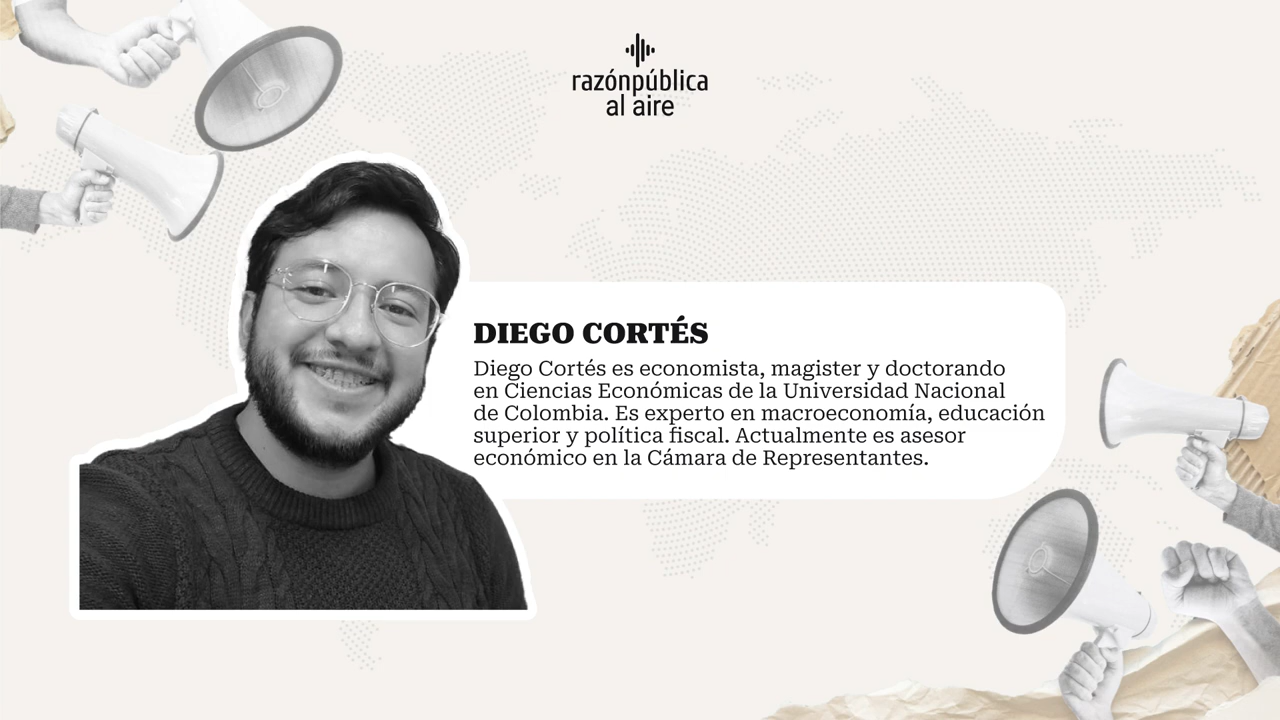 razónpública
al aire
DIEGO CORTÉS
Diego Cortés es economista, magister y doctorando
en Ciencias Económicas de la Universidad Nacional
de Colombia. Es experto en macroeconomía, educación
superior y política fiscal. Actualmente es asesor
económico en la Cámara de Representantes.